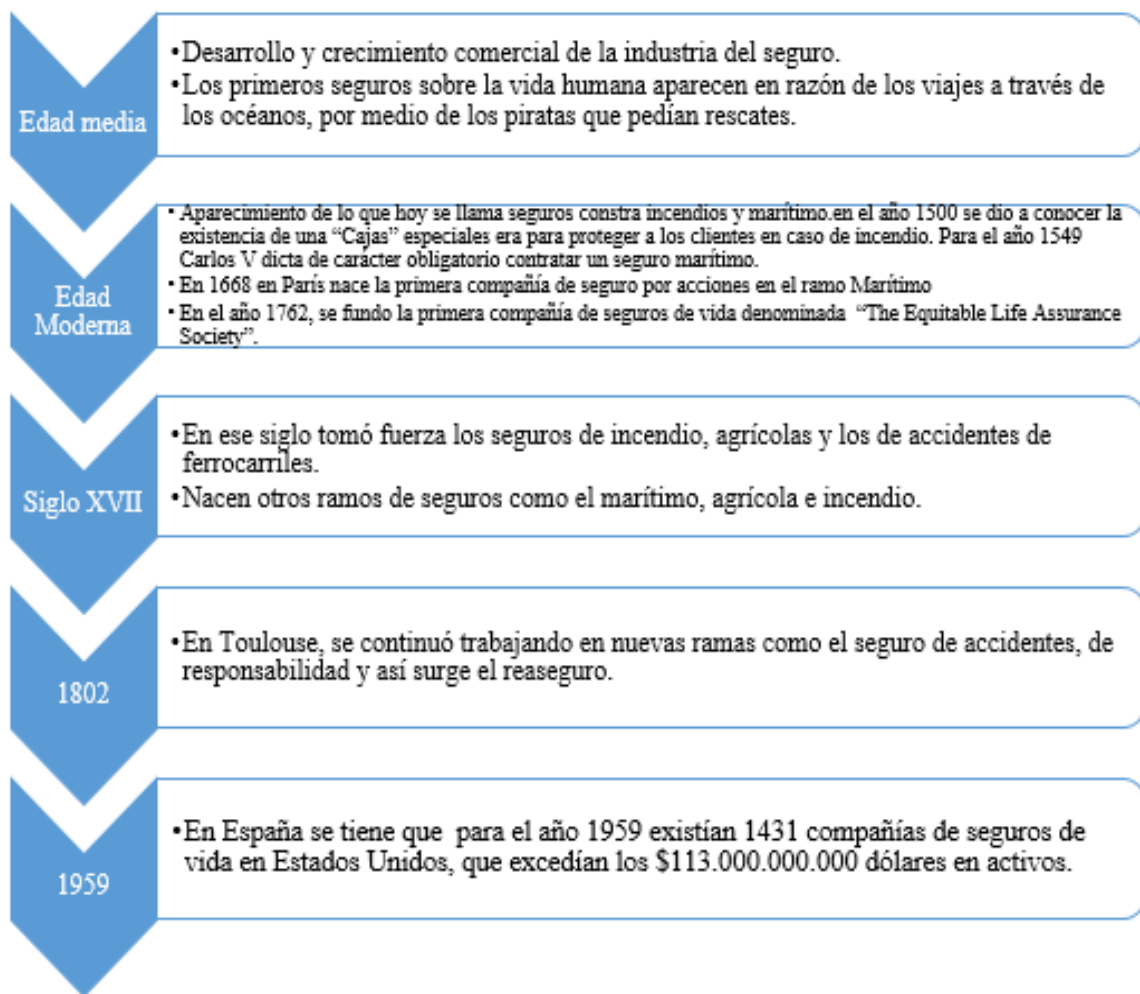 Edad media
•Desarrollo y crecimiento comercial de la industria del seguro.
•Los primeros seguros sobre la vida humana aparecen en razón de los viajes a través de
los océanos, por medio de los piratas que pedían rescates.
Edad
Moderna
• Aparecimiento de lo que hoy se llama seguros constra incendios y marítimo.en el año 1500 se dio a conocer la
existencia de una “Cajas” especiales era para proteger a los clientes en caso de incendio. Para el año 1549
Carlos V dicta de carácter obligatorio contratar un seguro marítimo.
• En 1668 en París nace la primera compañía de seguro por acciones en el ramo Marítimo
• En el año 1762, se fundo la primera compañía de seguros de vida denominada “The Equitable Life Assurance
Society”.
Siglo XVII
•En ese siglo tomó fuerza los seguros de incendio, agrícolas y los de accidentes de
ferrocarriles.
•Nacen otros ramos de seguros como el marítimo, agrícola e incendio.
1802
•En Toulouse, se continuó trabajando en nuevas ramas como el seguro de accidentes, de
responsabilidad y así surge el reaseguro.
1959
•En España se tiene que para el año 1959 existían 1431 compañías de seguros de
vida en Estados Unidos, que excedían los $113.000.000.000 dólares en activos.